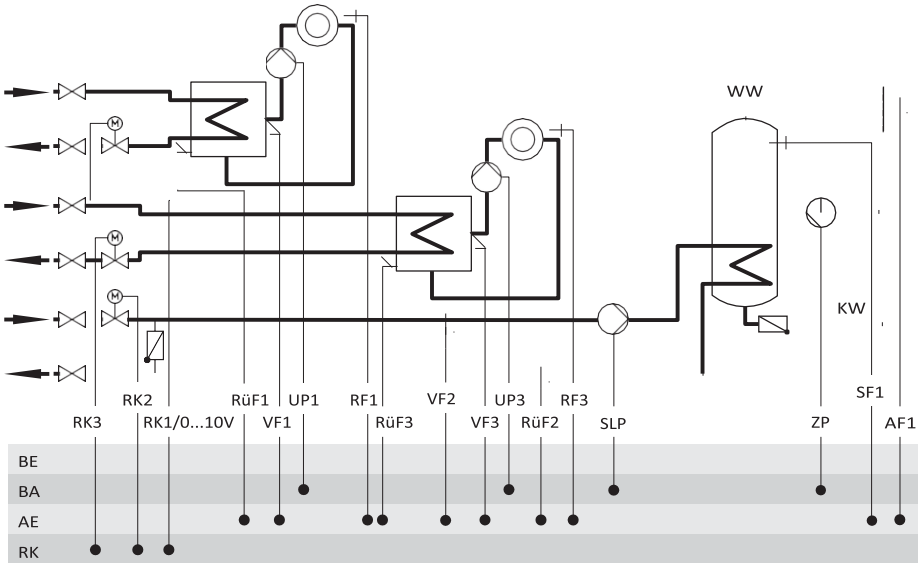 M
WW
M
M
KW
RK2 RüF1 UP1 RF1 VF2 UP3 RF3 SF1
RK3 RK1/0...10V VF1 RüF3 VF3 RüF2 SLP ZP AF1
BE
BA
AE
RK